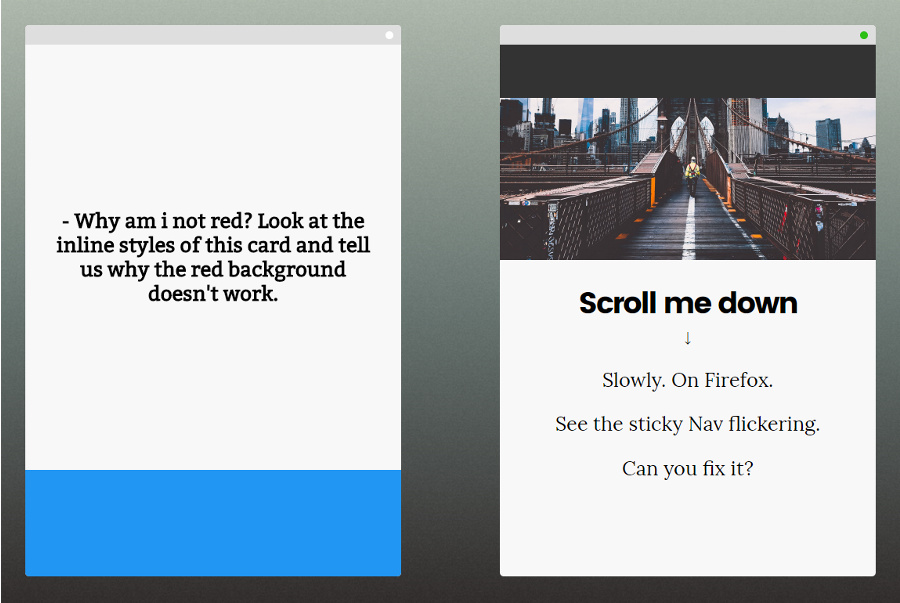 - Why am i not red? Look at the
inline styles of this card and tell
us why the red background
doesn't work.
Scroll me down
↓
Slowly. On Firefox.
See the sticky Nav flickering.
Can you fix it?